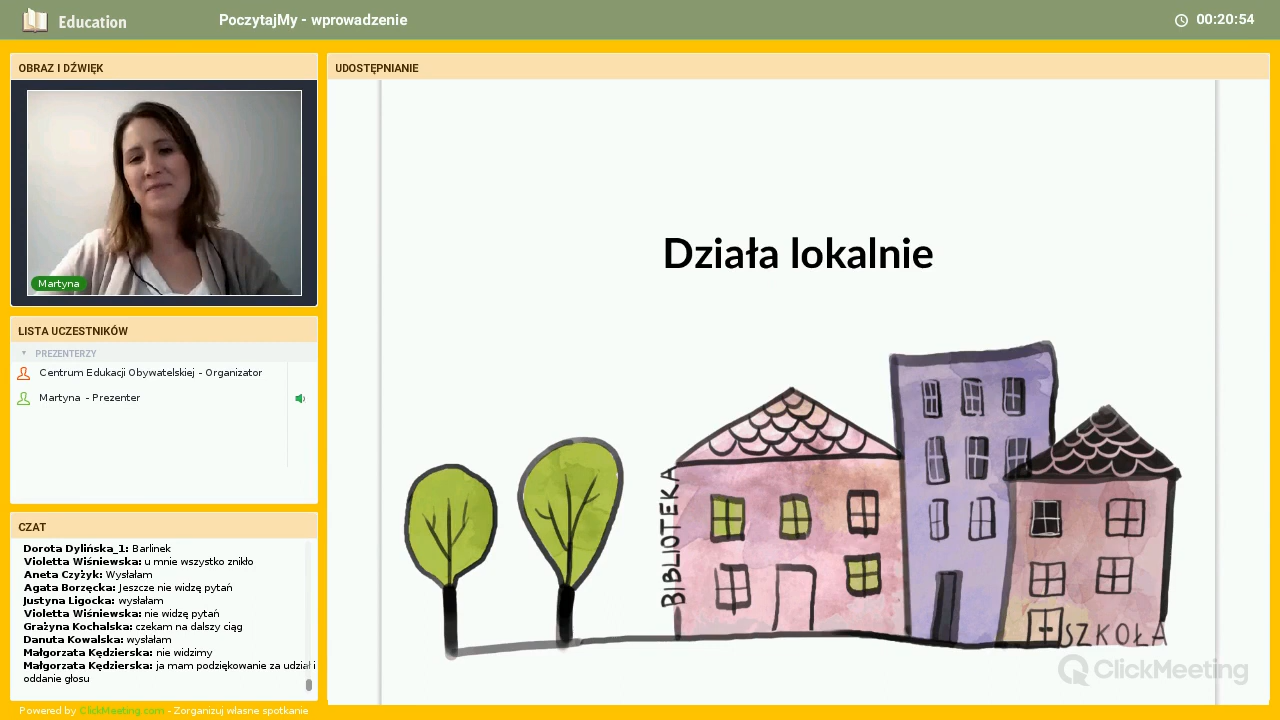 Education
PoczytajMy - wprowadzenie
00:20:54
OBRAZ I DŹWIĘK
Martyna
LISTA UCZESTNIKÓW
PREZENTERZY
Centrum Edukacji Obywatelskiej - Organizator
Martyna - Prezenter
CZAT
Dorota Dylińska_1: Barlinek
Violetta Wiśniewska: u mnie wszystko znikło
Aneta Czyżyk: Wysłałam
Agata Borzęcka: Jeszcze nie widzę pytań
Justyna Ligocka: wysłałam
Violetta Wiśniewska: nie widzę pytań
Grażyna Kochalska: czekam na dalszy ciąg
Danuta Kowalska: wysłałam
Małgorzata Kędzierska: nie widzimy
Małgorzata Kędzierska: ja mam podziękowanie za udział i
oddanie głosu
Powered by ClickMeeting.com - Zorganizuj własne spotkanie
UDOSTĘPNIANIE
Działa lokalnie
BIBLIOTEKA
SZKOŁA
ClickMeeting